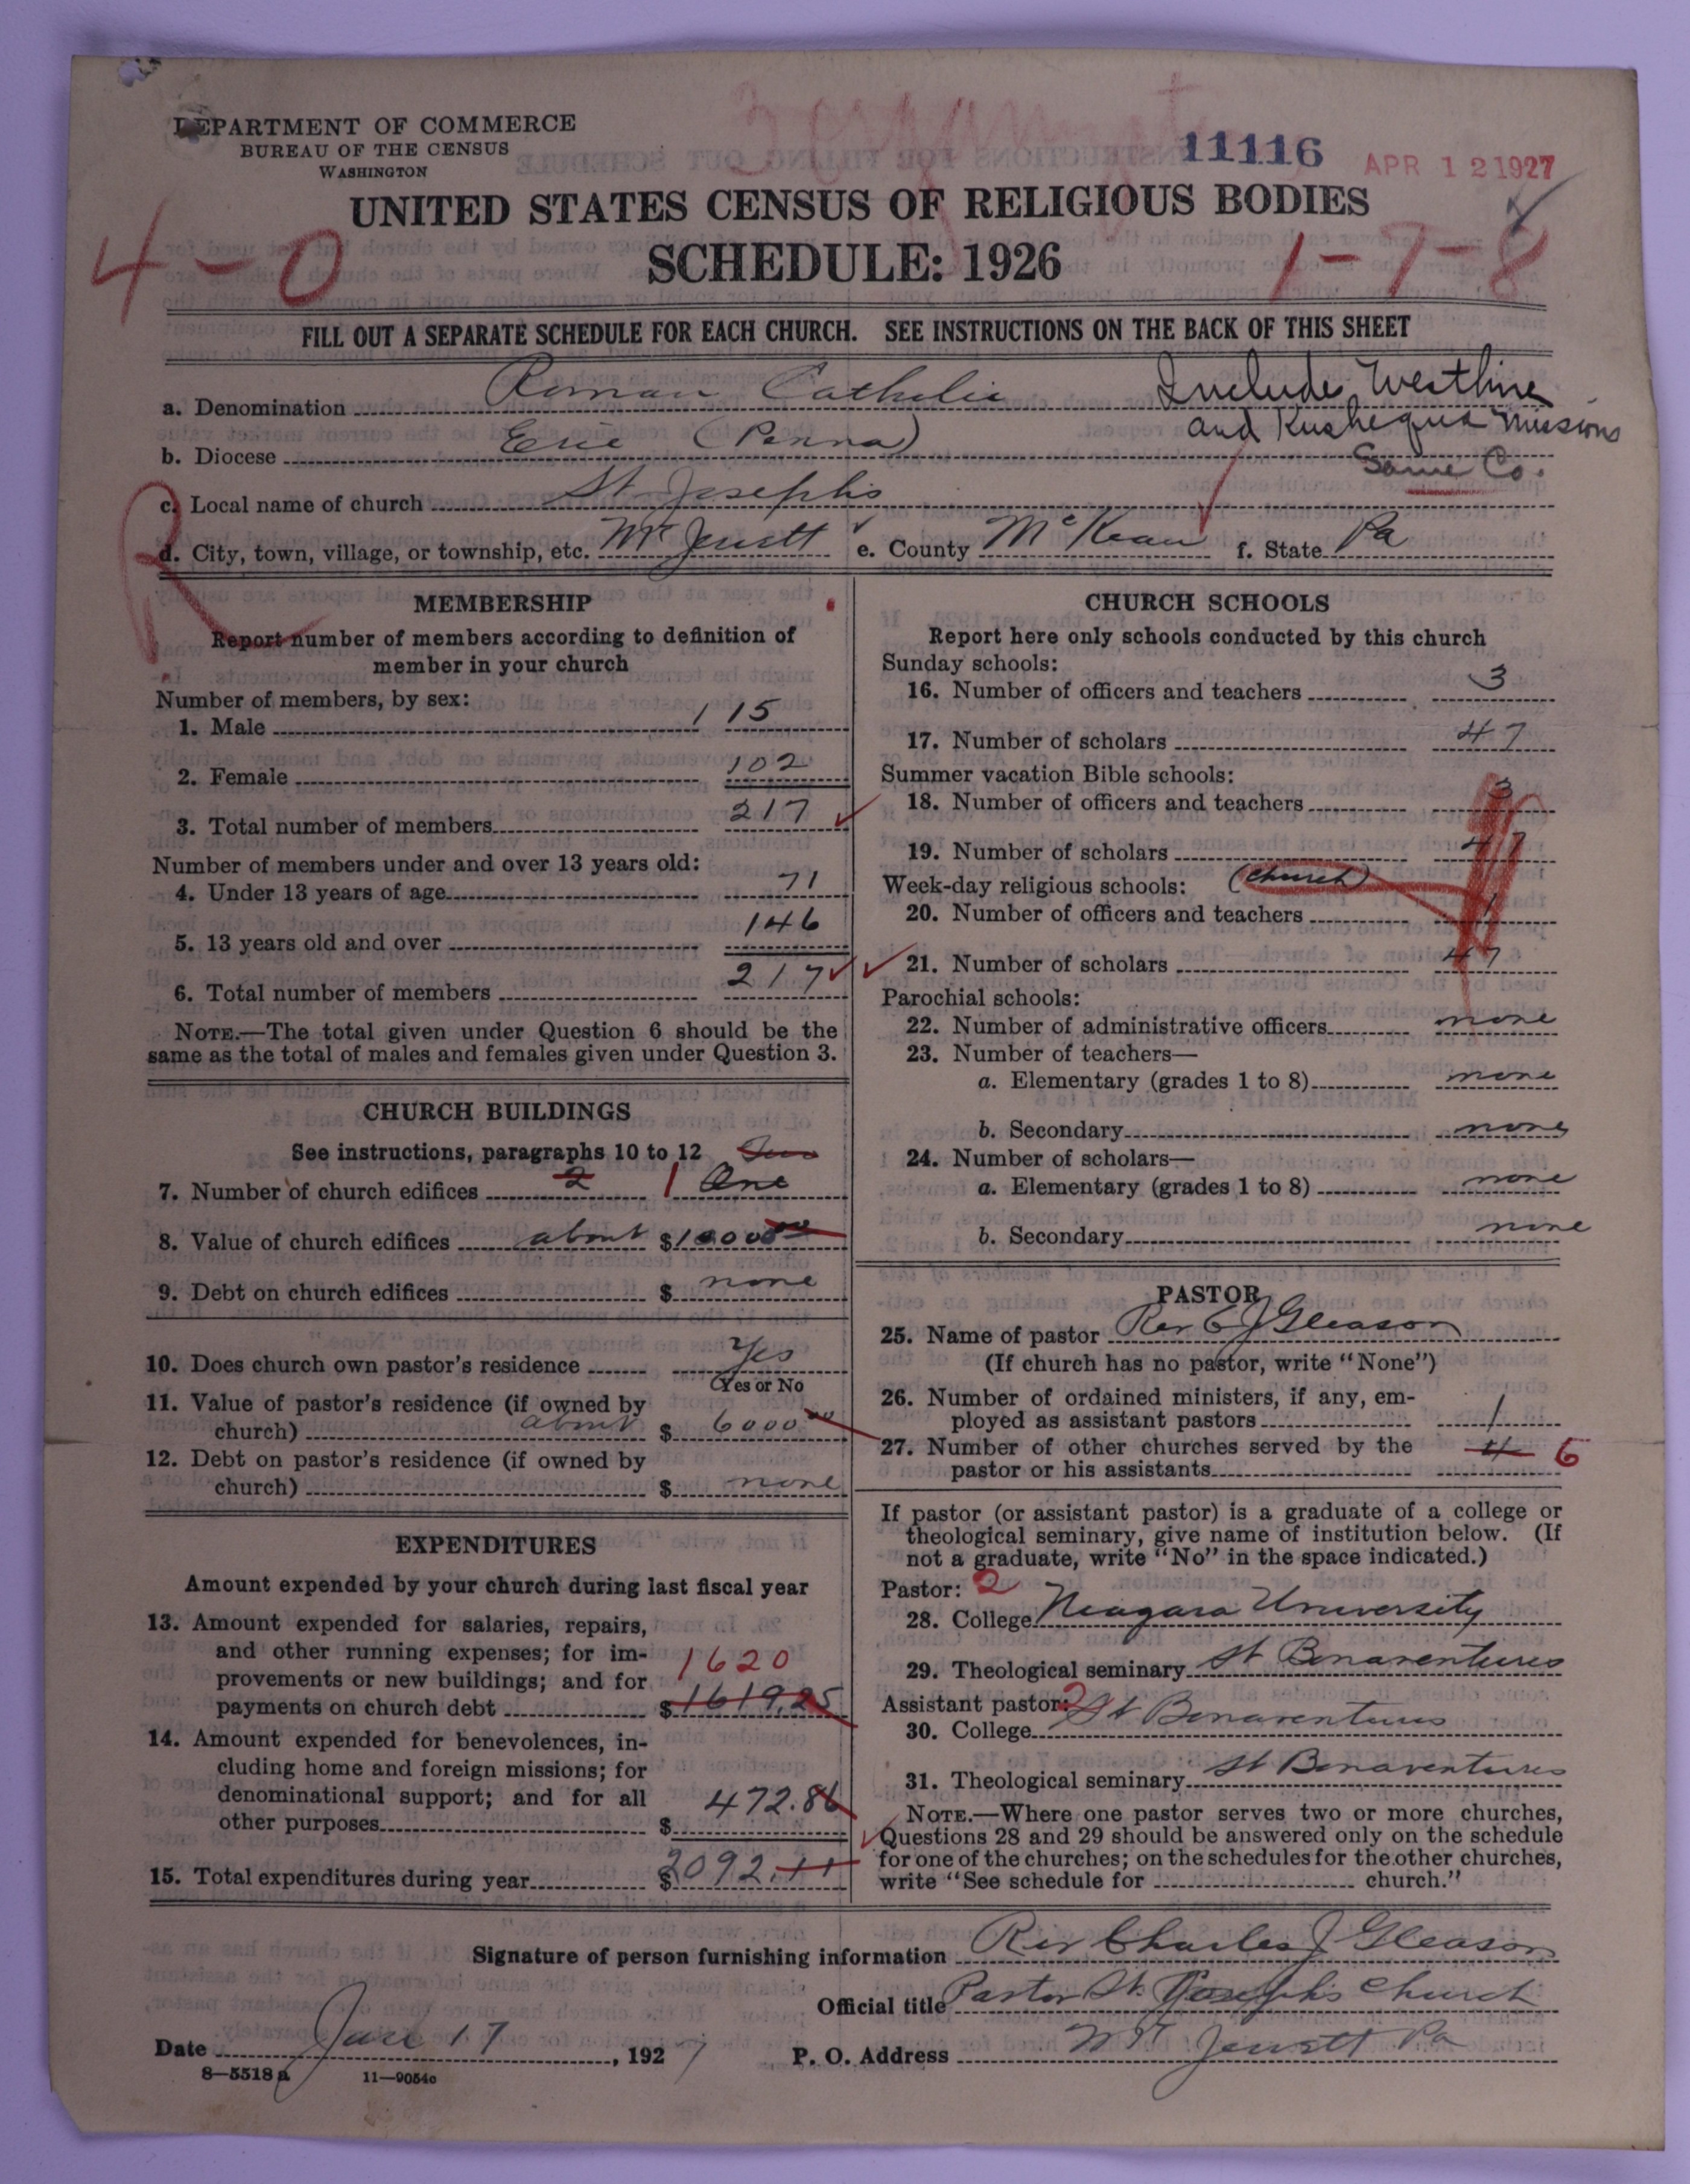 DEPARTMENT OF COMMERCE
BUREAU OF THE CENSUS
WASHINGTON
11116
APR 12 1927
UNITED STATES CENSUS OF RELIGIOUS BODIES
SCHEDULE: 1926
4-0
1-7-8
FILL OUT A SEPARATE SCHEDULE FOR EACH CHURCH. SEE INSTRUCTIONS ON THE BACK OF THIS SHEET
a. Denomination Roman Catholic
Include Westline
and Kushequa Missions
Same Co.
b. Diocese Erie (Penna)
c. Local name of church St Josephs
d. City, town, village, or township, etc. Mt Jewett e. County McKean f. State Pa
MEMBERSHIP
Report number of members according to definition of
member in your church
Number of members, by sex:
1. Male 115
2. Female 102
3. Total number of members 217
Number of members under and over 13 years old:
4. Under 13 years of age 71
5. 13 years old and over 146
6. Total number of members 217
NOTE.—The total given under Question 6 should be the
same as the total of males and females given under Question 3.
CHURCH BUILDINGS
See instructions, paragraphs 10 to 12
7. Number of church edifices 2 1 One
8. Value of church edifices about $10000 00
9. Debt on church edifices $ none
10. Does church own pastor's residence Yes
(Yes or No
11. Value of pastor's residence (if owned by
church) about $ 6000 00
12. Debt on pastor's residence (if owned by
church) $ none
EXPENDITURES
Amount expended by your church during last fiscal year
13. Amount expended for salaries, repairs,
and other running expenses; for im-
provements or new buildings; and for 1620
payments on church debt $1619.25
14. Amount expended for benevolences, in-
cluding home and foreign missions; for
denominational support; and for all 472.86
other purposes $
15. Total expenditures during year $2092.11
CHURCH SCHOOLS
Report here only schools conducted by this church
Sunday schools:
16. Number of officers and teachers 3
17. Number of scholars 47
Summer vacation Bible schools:
18. Number of officers and teachers 3
19. Number of scholars 47
Week-day religious schools: (church)
20. Number of officers and teachers 1
21. Number of scholars 47
Parochial schools:
22. Number of administrative officers none
23. Number of teachers—
a. Elementary (grades 1 to 8) none
b. Secondary none
24. Number of scholars—
a. Elementary (grades 1 to 8) none
b. Secondary none
PASTOR
25. Name of pastor Rev C J Gleason
(If church has no pastor, write "None")
26. Number of ordained ministers, if any, em-
ployed as assistant pastors 1
27. Number of other churches served by the 4 6
pastor or his assistants
If pastor (or assistant pastor) is a graduate of a college or
theological seminary, give name of institution below. (If
not a graduate, write "No" in the space indicated.)
Pastor: 2
28. College Niagara University
29. Theological seminary St Bonaventures
Assistant pastor: 2
30. College St Bonaventures
31. Theological seminary St Bonaventures
NOTE.—Where one pastor serves two or more churches,
Questions 28 and 29 should be answered only on the schedule
for one of the churches; on the schedules for the other churches,
write "See schedule for church."
Signature of person furnishing information Rev Charles J Gleason
Official title Pastor St. Josephs Church
Date June 17, 1927
P. O. Address Mt Jewett Pa
8—5518 a 11—9054c